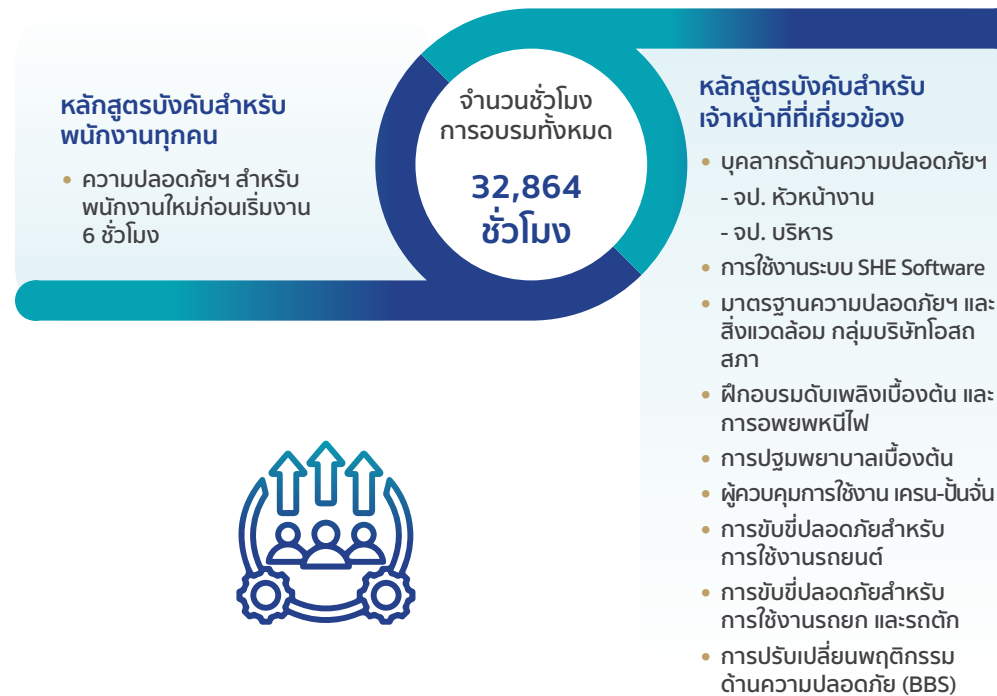 หลักสูตรบังคับสำหรับ
พนักงานทุกคน
• ความปลอดภัยฯ สำหรับ
พนักงานใหม่ก่อนเริ่มงาน
6 ชั่วโมง
จำนวนชั่วโมง
การอบรมทั้งหมด
32,864
ชั่วโมง
หลักสูตรบังคับสำหรับ
เจ้าหน้าที่ที่เกี่ยวข้อง
• บุคลากรด้านความปลอดภัยฯ
- จป. หัวหน้างาน
- จป. บริหาร
• การใช้งานระบบ SHE Software
• มาตรฐานความปลอดภัยฯ และ
สิ่งแวดล้อม กลุ่มบริษัทโอสถ
สภา
• ฝึกอบรมดับเพลิงเบื้องต้น และ
การอพยพหนีไฟ
• การปฐมพยาบาลเบื้องต้น
• ผู้ควบคุมการใช้งาน เครน-ปั้นจั่น
• การขับขี่ปลอดภัยสำหรับ
การใช้งานรถยนต์
• การขับขี่ปลอดภัยสำหรับ
การใช้งานรถยก และรถตัก
• การปรับเปลี่ยนพฤติกรรม
ด้านความปลอดภัย (BBS)